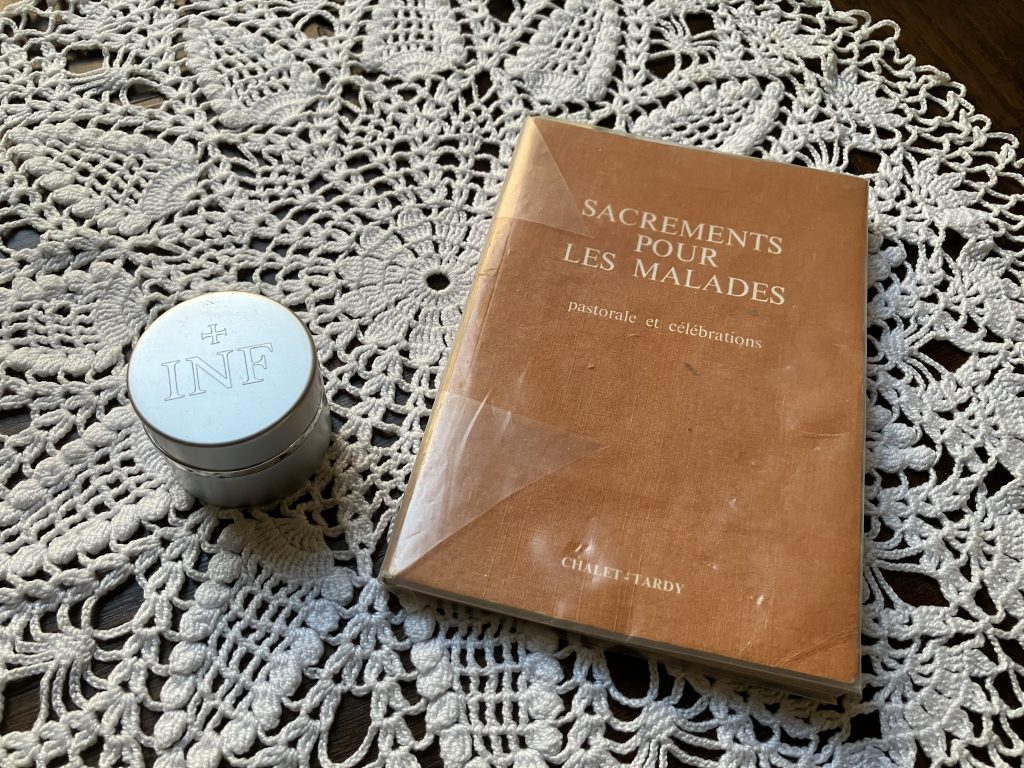 INF
SACREMENTS
POUR
LES MALADES
pastorale et célébrations
CHALET-TARDY